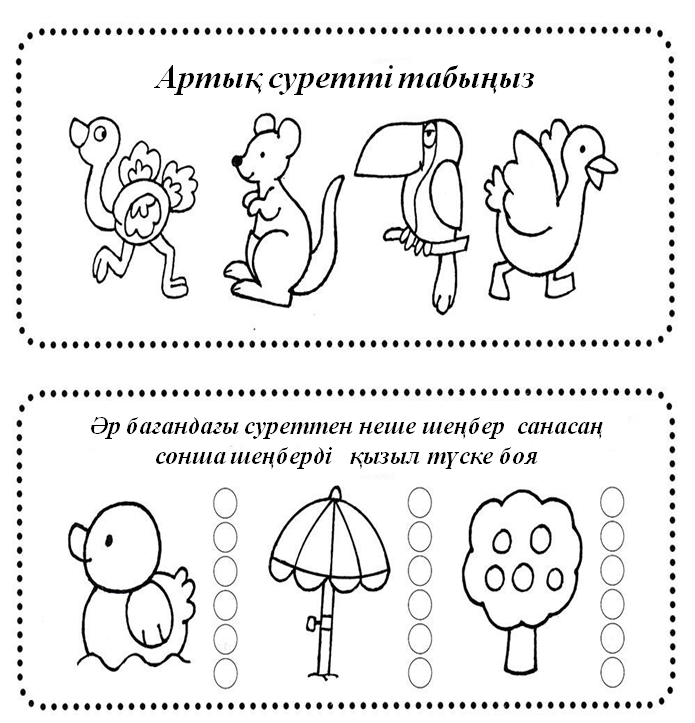 Артық суретті табыңыз
Әр бағандағы суреттен неше шеңбер санасаң
сонша шеңберді қызыл түске боя